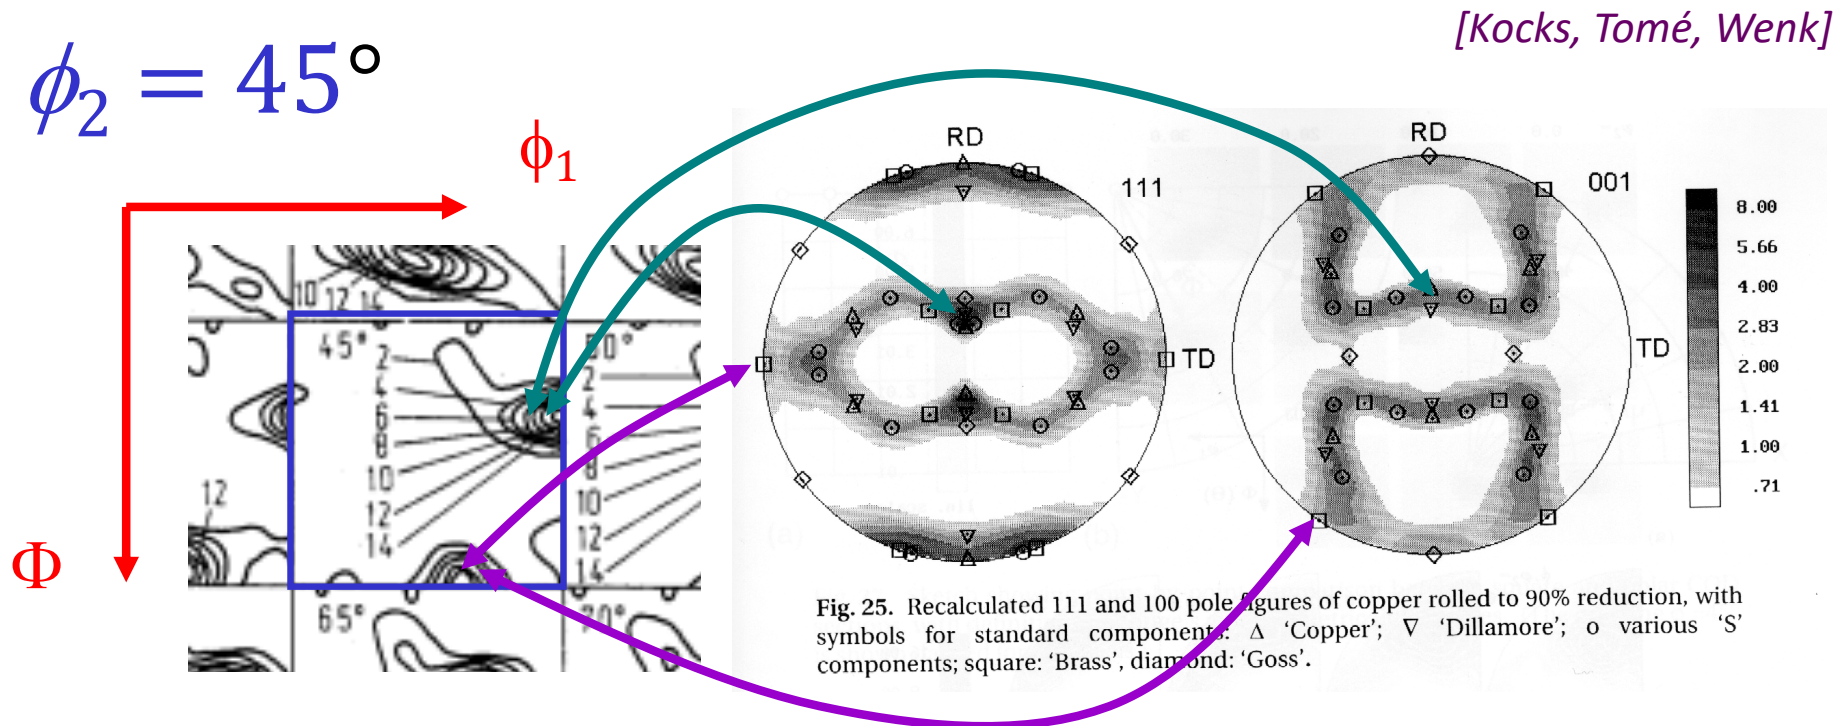 [Kocks, Tomé, Wenk]
ϕ₂ = 45°
ϕ₁
Φ
10 12 14
45°
2
4
6
8
10
12
14
60°
2
4
6
8
10
12
14
12
65°
70°
RD
111
TD
RD
001
TD
8.00
5.66
4.00
2.83
2.00
1.41
1.00
.71
Fig. 25. Recalculated 111 and 100 pole figures of copper rolled to 90% reduction, with
symbols for standard components: Δ 'Copper'; ∇ 'Dillamore'; o various 'S'
components; square: 'Brass', diamond: 'Goss'.